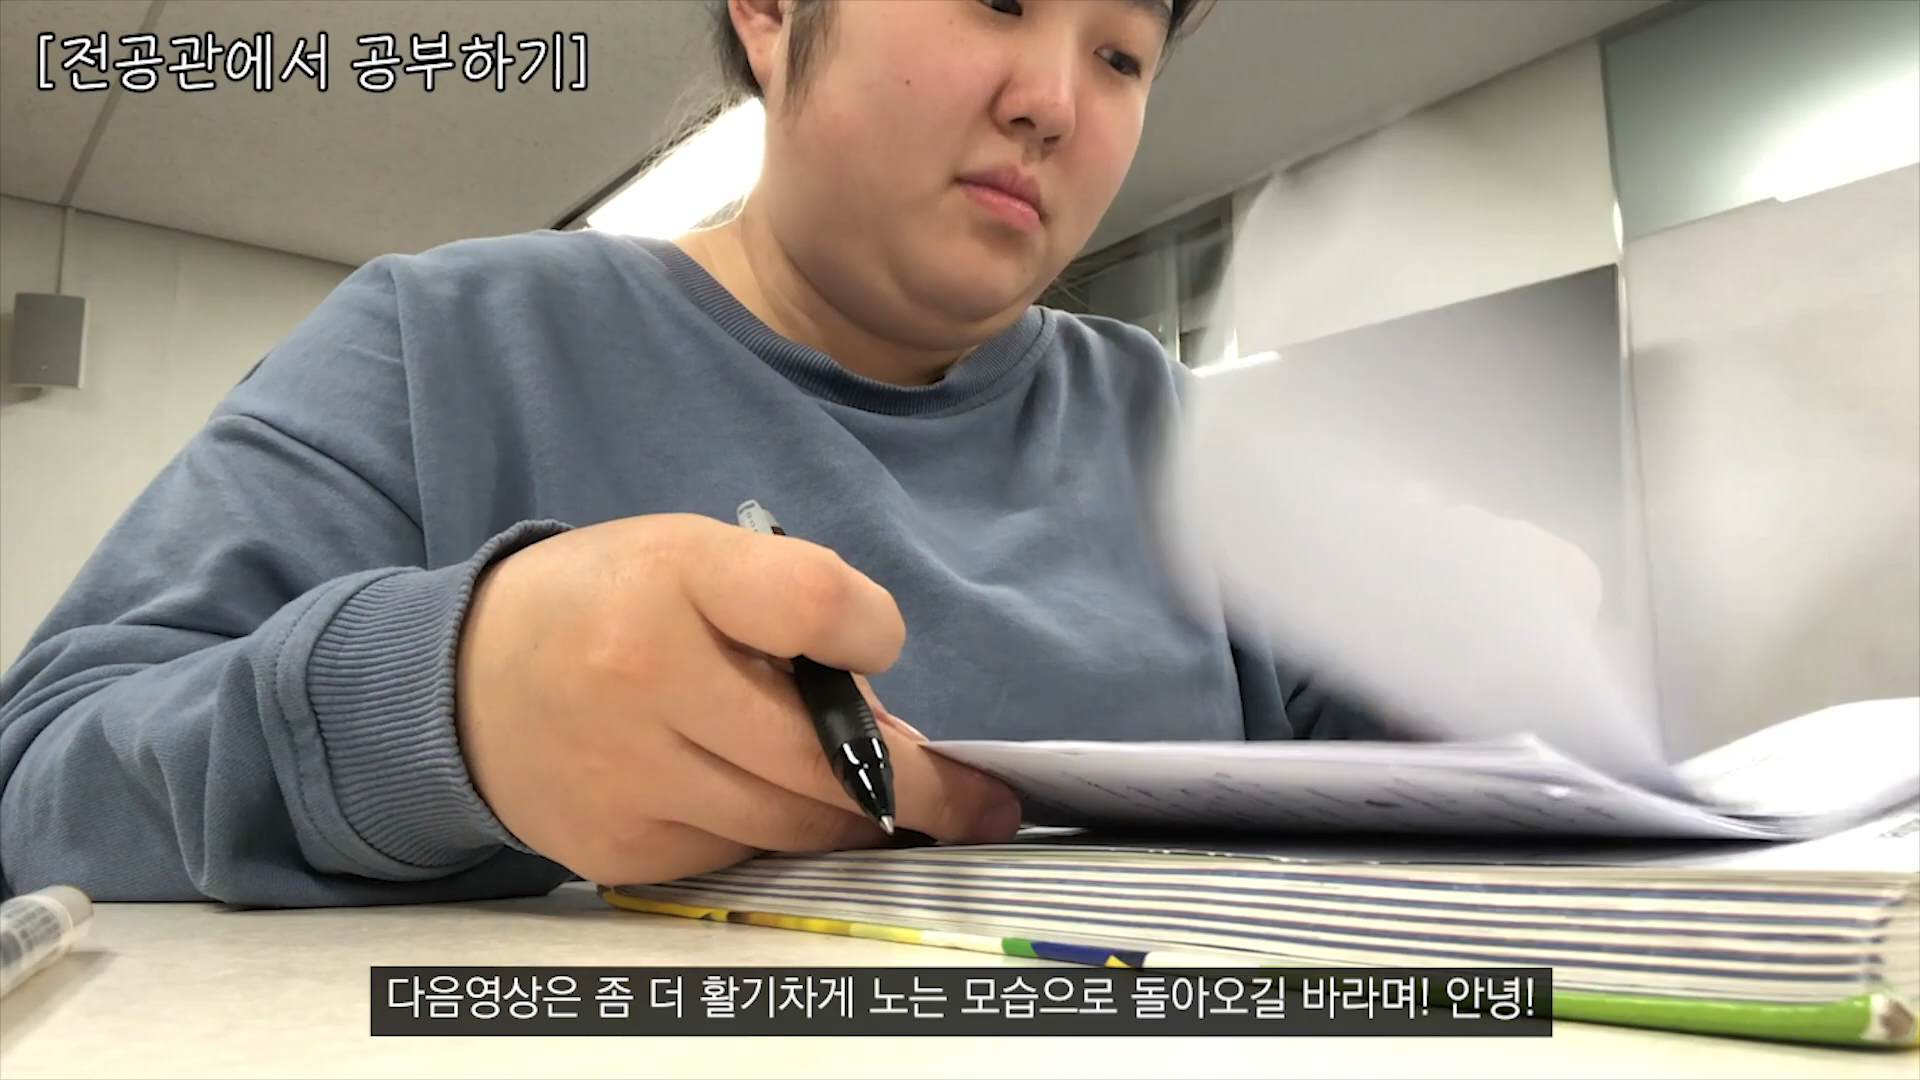 [전공관에서 공부하기]
다음영상은 좀 더 활기차게 노는 모습으로 돌아오길 바라며! 안녕!